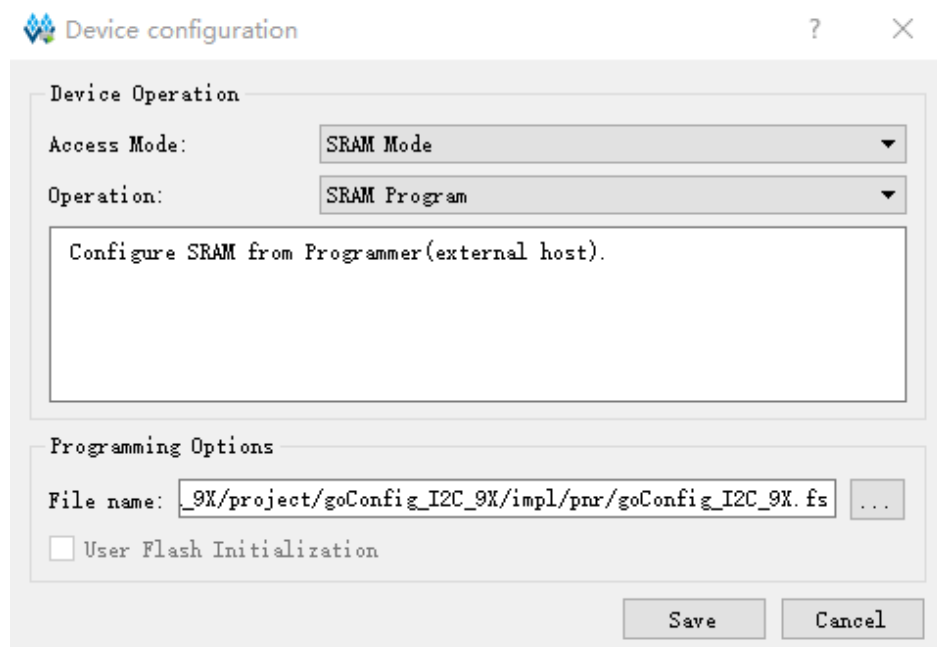 Device configuration
?
Device Operation
Access Mode: SRAM Mode
Operation: SRAM Program
Configure SRAM from Programmer(external host).
Programming Options
File name: ._9X/project/goConfig_I2C_9X/impl/pnr/goConfig_I2C_9X.fs ...
User Flash Initialization
Save Cancel